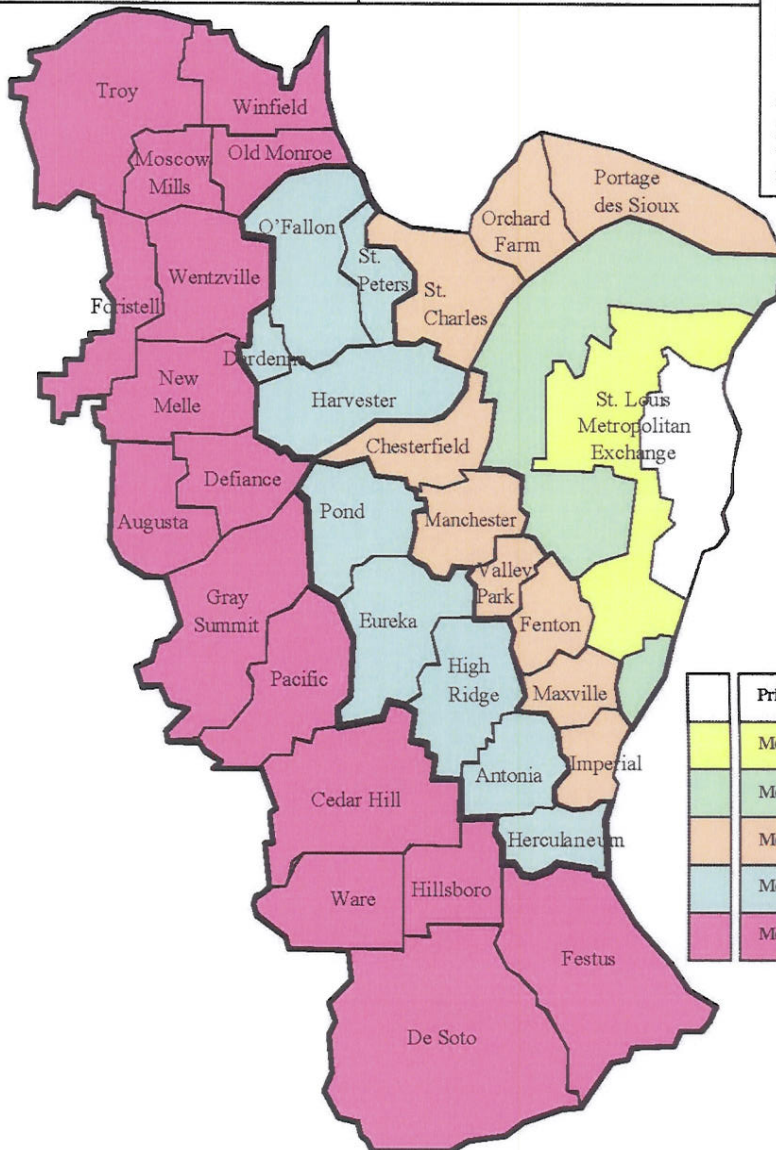 Troy
Winfield
Moscow
Mills
Old Monroe
Portage
des Sioux
Orchard
Farm
O'Fallon
St.
Peters
St.
Charles
Wentzville
Foristell
Dardenne
New
Melle
Harvester
St. Louis
Metropolitan
Exchange
Chesterfield
Defiance
Augusta
Pond
Manchester
Valley
Park
Gray
Summit
Eureka
Fenton
High
Ridge
Pacific
Maxville
Imperial
Antonia
Cedar Hill
Herculaneum
Ware
Hillsboro
Festus
De Soto